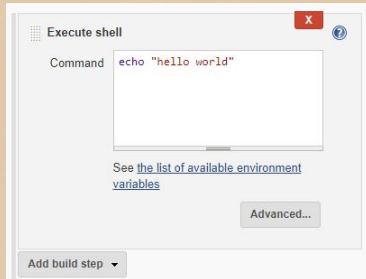 X
Execute shell
Command echo "hello world"
See the list of available environment
variables
Advanced...
Add build step